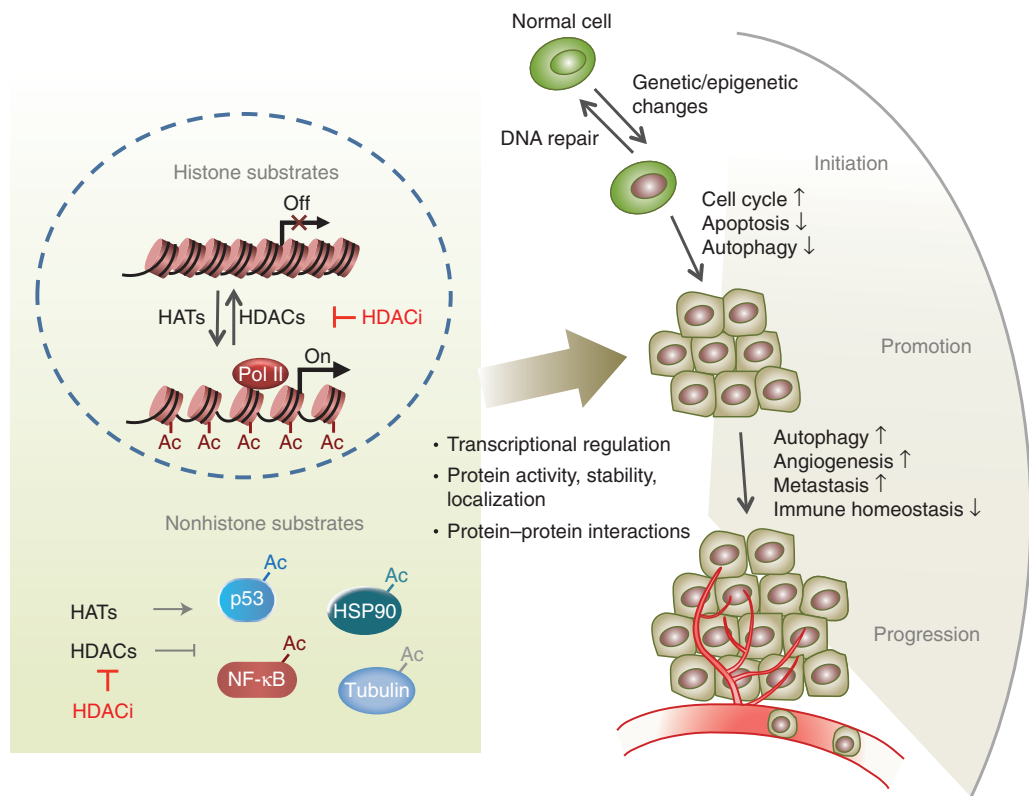 Histone substrates
Off
HATs
HDACs
HDACi
Pol II
On
Ac
Ac
Ac
Ac
Ac
Nonhistone substrates
HATs
HDACs
HDACi
Ac
p53
Ac
HSP90
Ac
NF-κB
Ac
Tubulin
• Transcriptional regulation
• Protein activity, stability,
localization
• Protein–protein interactions
Normal cell
Genetic/epigenetic
changes
DNA repair
Initiation
Cell cycle ↑
Apoptosis ↓
Autophagy ↓
Promotion
Autophagy ↑
Angiogenesis ↑
Metastasis ↑
Immune homeostasis ↓
Progression